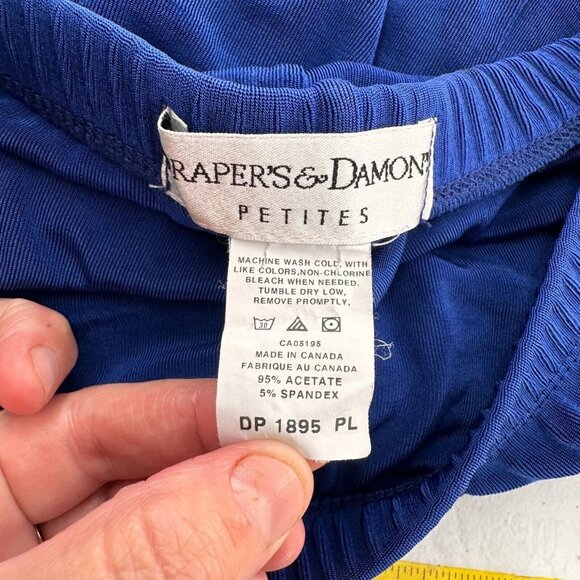 RAPER'S & DAMON'
PETITES
MACHINE WASH COLD, WITH
LIKE COLORS,NON-CHLORINE
BLEACH WHEN NEEDED.
TUMBLE DRY LOW,
REMOVE PROMPTLY,
30
CA05195
MADE IN CANADA
FABRIQUE AU CANADA
95% ACETATE
5% SPANDEX
DP 1895 PL